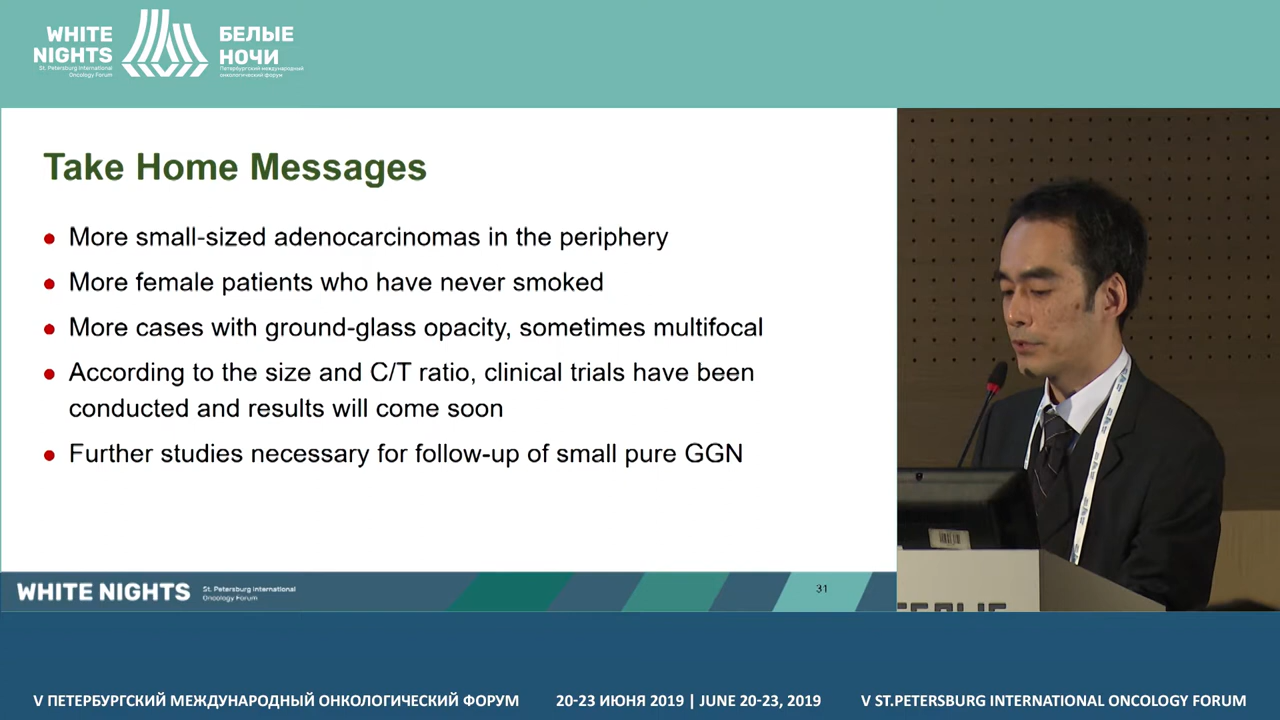 WHITE
NIGHTS
St. Petersburg International
Oncology Forum
БЕЛЫЕ
НОЧИ
Петербургский международный
онкологический форум
Take Home Messages
More small-sized adenocarcinomas in the periphery
More female patients who have never smoked
More cases with ground-glass opacity, sometimes multifocal
According to the size and C/T ratio, clinical trials have been
conducted and results will come soon
Further studies necessary for follow-up of small pure GGN
WHITE NIGHTS
St. Petersburg International
Oncology Forum
31
V ПЕТЕРБУРГСКИЙ МЕЖДУНАРОДНЫЙ ОНКОЛОГИЧЕСКИЙ ФОРУМ
20-23 ИЮНЯ 2019 | JUNE 20-23, 2019
V ST.PETERSBURG INTERNATIONAL ONCOLOGY FORUM